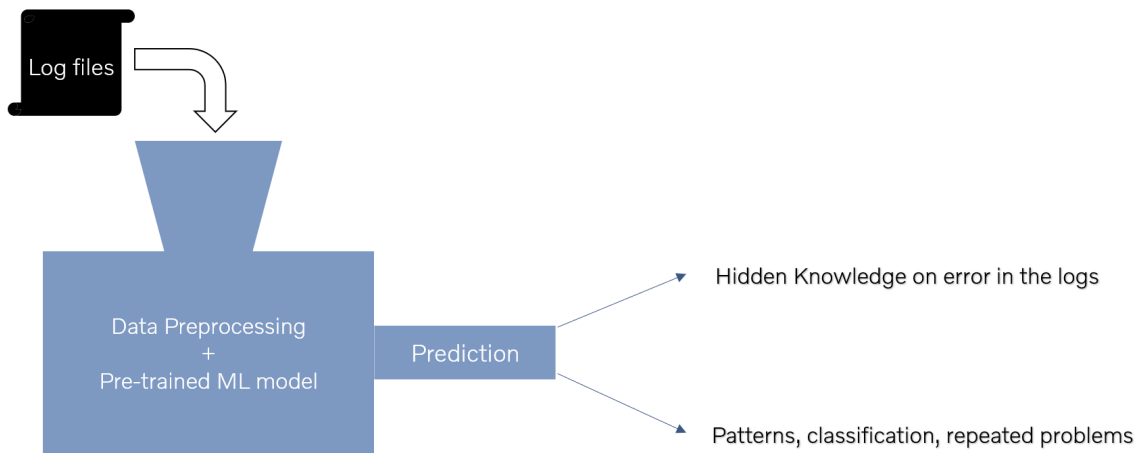 Log files
Data Preprocessing
+
Pre-trained ML model
Prediction
Hidden Knowledge on error in the logs
Patterns, classification, repeated problems